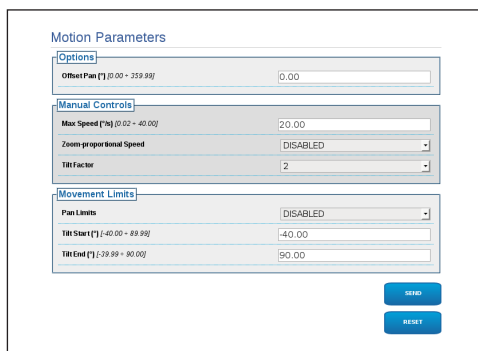 Motion Parameters
Options
Offset Pan (°) [0.00 ÷ 359.99] 0.00
Manual Controls
Max Speed (°/s) [0.02 ÷ 40.00] 20.00
Zoom-proportional Speed DISABLED
Tilt Factor 2
Movement Limits
Pan Limits DISABLED
Tilt Start (°) [-40.00 ÷ 89.99] -40.00
Tilt End (°) [-39.99 ÷ 90.00] 90.00
SEND
RESET